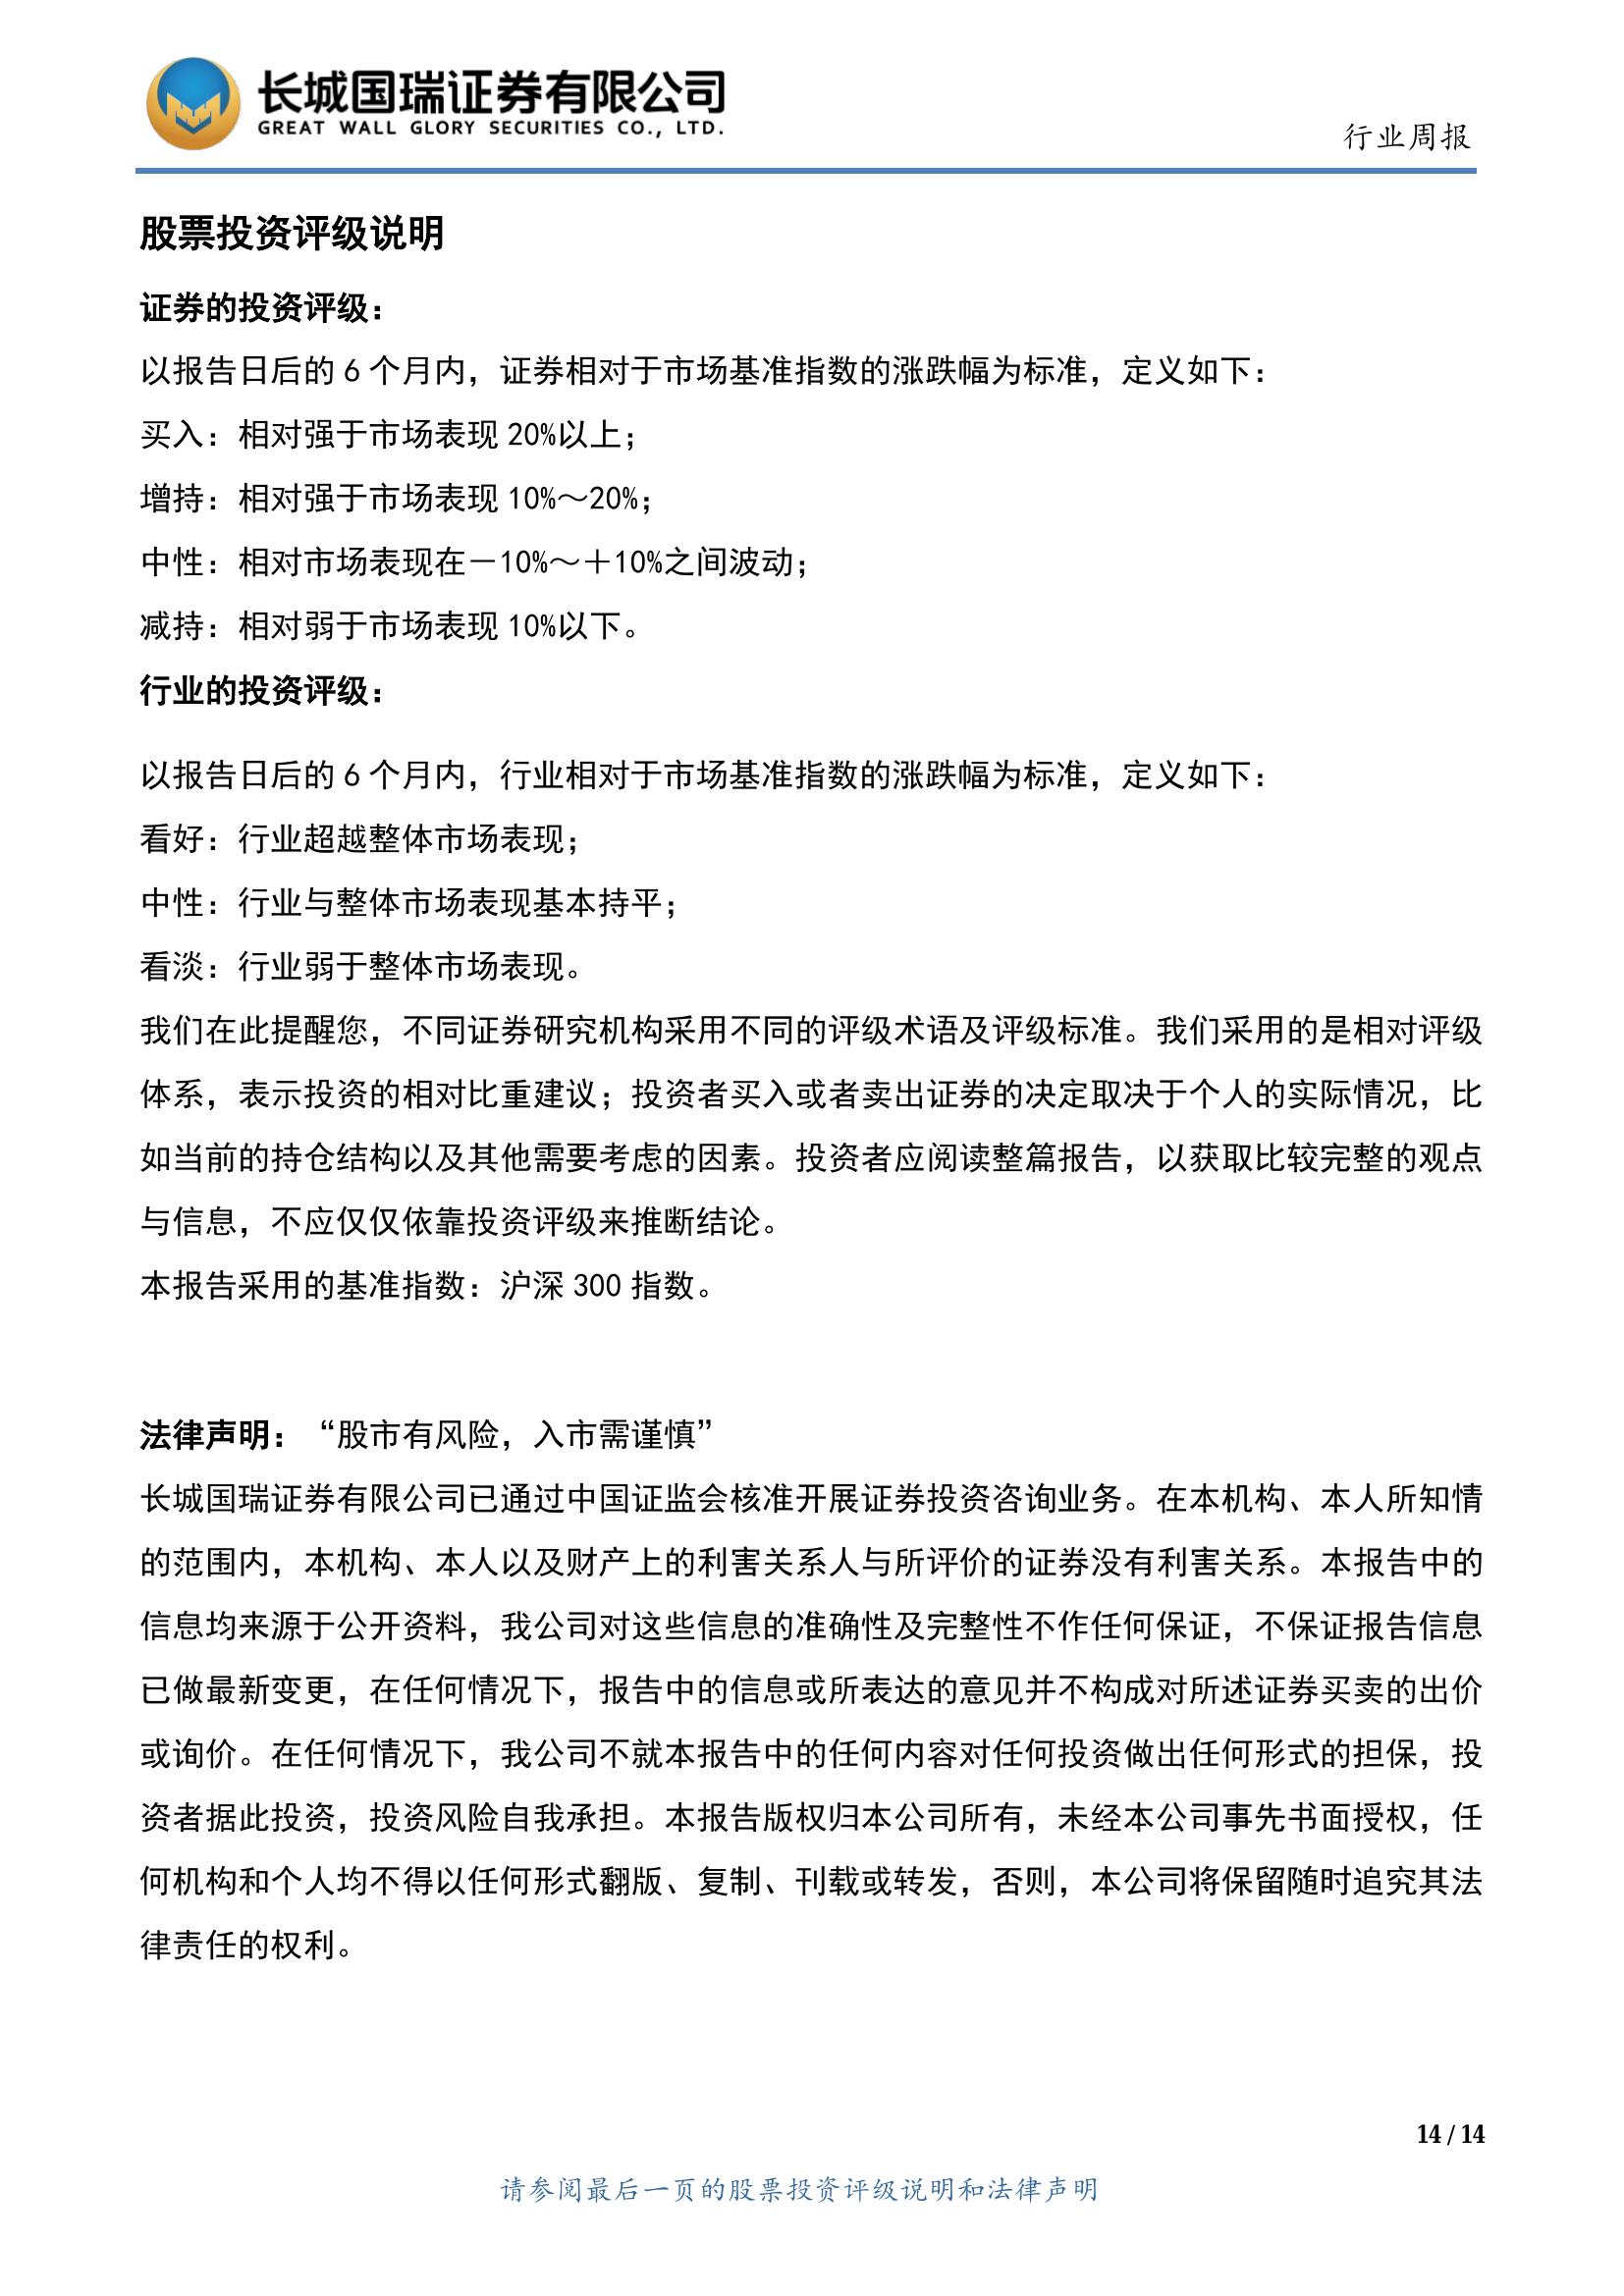 长城国瑞证券有限公司
GREAT WALL GLORY SECURITIES CO., LTD.
行业周报
股票投资评级说明
证券的投资评级：
以报告日后的 6 个月内，证券相对于市场基准指数的涨跌幅为标准，定义如下：
买入：相对强于市场表现 20%以上；
增持：相对强于市场表现 10%～20%；
中性：相对市场表现在－10%～＋10%之间波动；
减持：相对弱于市场表现 10%以下。
行业的投资评级：
以报告日后的 6 个月内，行业相对于市场基准指数的涨跌幅为标准，定义如下：
看好：行业超越整体市场表现；
中性：行业与整体市场表现基本持平；
看淡：行业弱于整体市场表现。
我们在此提醒您，不同证券研究机构采用不同的评级术语及评级标准。我们采用的是相对评级
体系，表示投资的相对比重建议；投资者买入或者卖出证券的决定取决于个人的实际情况，比
如当前的持仓结构以及其他需要考虑的因素。投资者应阅读整篇报告，以获取比较完整的观点
与信息，不应仅仅依靠投资评级来推断结论。
本报告采用的基准指数：沪深 300 指数。
法律声明：“股市有风险，入市需谨慎”
长城国瑞证券有限公司已通过中国证监会核准开展证券投资咨询业务。在本机构、本人所知情
的范围内，本机构、本人以及财产上的利害关系人与所评价的证券没有利害关系。本报告中的
信息均来源于公开资料，我公司对这些信息的准确性及完整性不作任何保证，不保证报告信息
已做最新变更，在任何情况下，报告中的信息或所表达的意见并不构成对所述证券买卖的出价
或询价。在任何情况下，我公司不就本报告中的任何内容对任何投资做出任何形式的担保，投
资者据此投资，投资风险自我承担。本报告版权归本公司所有，未经本公司事先书面授权，任
何机构和个人均不得以任何形式翻版、复制、刊载或转发，否则，本公司将保留随时追究其法
律责任的权利。
14 / 14
请参阅最后一页的股票投资评级说明和法律声明